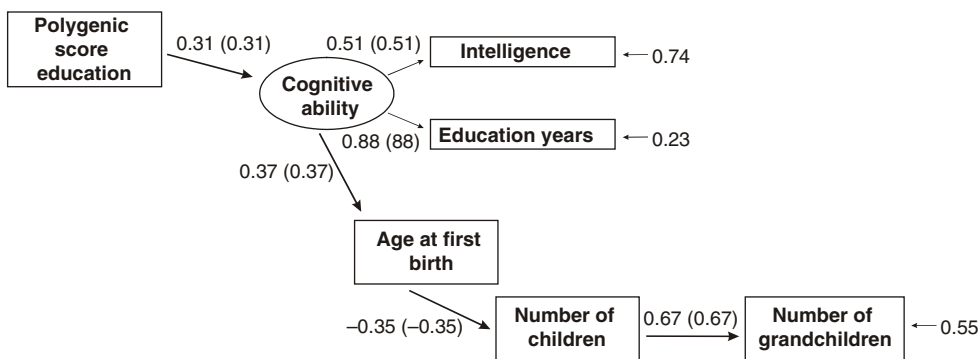 Polygenic
score
education
0.31 (0.31)
0.51 (0.51)
Intelligence
0.74
Cognitive
ability
0.88 (88)
Education years
0.23
0.37 (0.37)
Age at first
birth
–0.35 (–0.35)
Number of
children
0.67 (0.67)
Number of
grandchildren
0.55